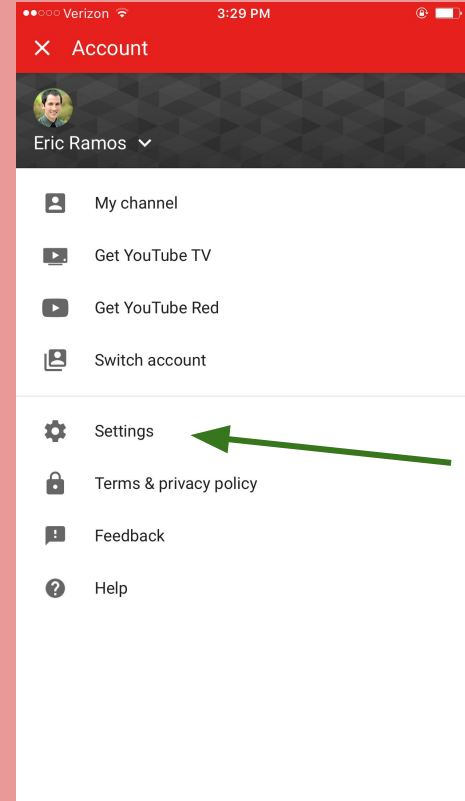 Verizon 3:29 PM
Account
Eric Ramos
My channel
Get YouTube TV
Get YouTube Red
Switch account
Settings
Terms & privacy policy
Feedback
Help